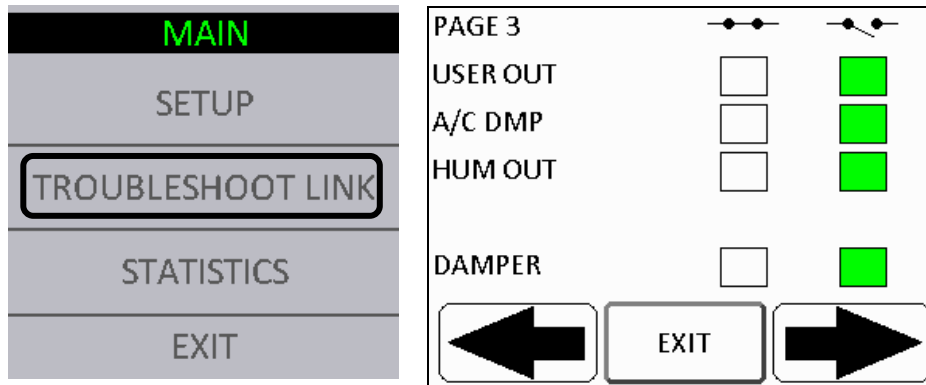 MAIN
SETUP
TROUBLESHOOT LINK
STATISTICS
EXIT
PAGE 3
USER OUT
A/C DMP
HUM OUT
DAMPER
EXIT